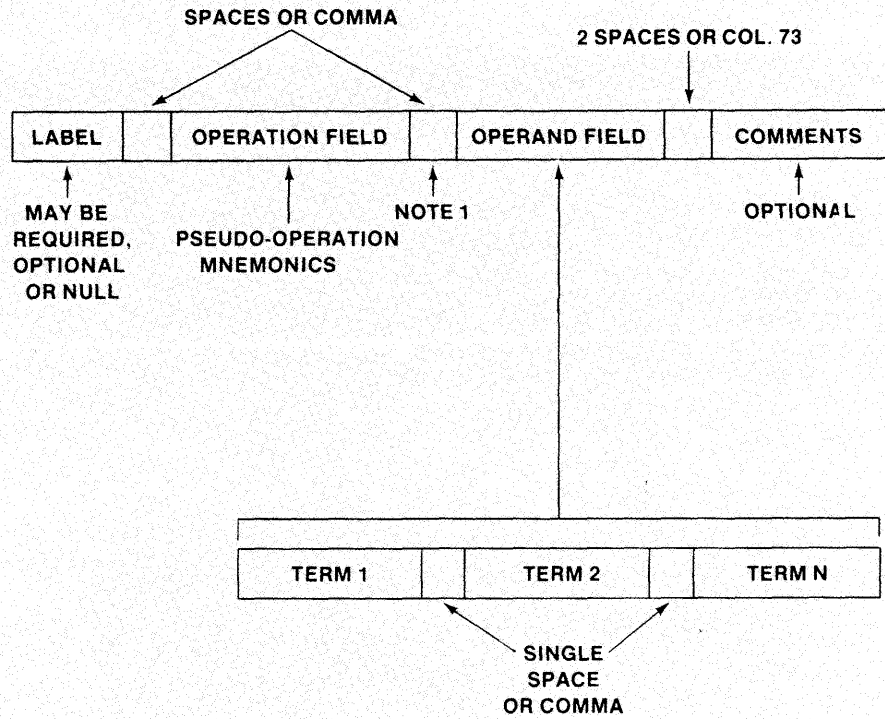 SPACES OR COMMA
2 SPACES OR COL. 73
LABEL
OPERATION FIELD
OPERAND FIELD
COMMENTS
MAY BE
REQUIRED,
OPTIONAL
OR NULL
PSEUDO-OPERATION
MNEMONICS
NOTE 1
OPTIONAL
TERM 1
TERM 2
TERM N
SINGLE
SPACE
OR COMMA